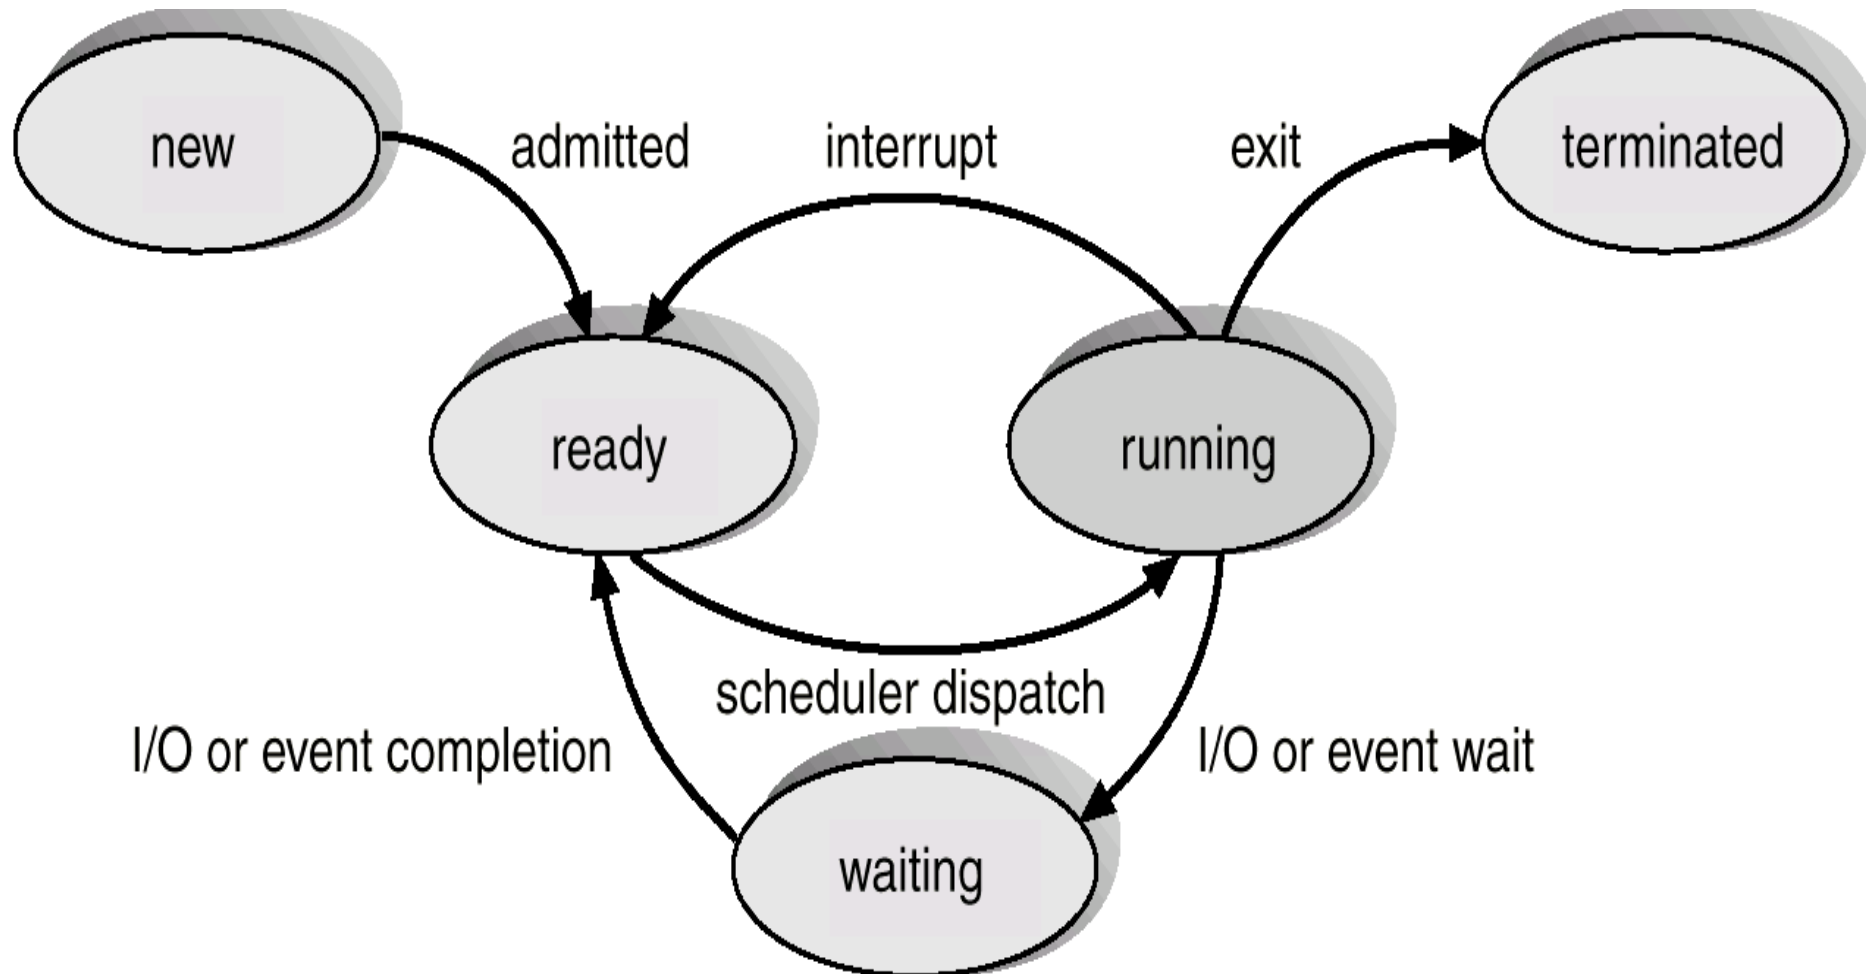 new
admitted
interrupt
exit
terminated
ready
running
scheduler dispatch
I/O or event completion
I/O or event wait
waiting